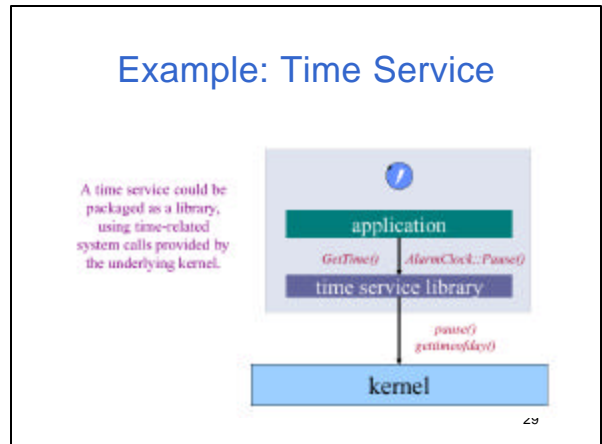 Example: Time Service
A time service could be
packaged as a library,
using time-related
system calls provided by
the underlying kernel.
application
GetTime() AlarmClock::Pause()
time service library
pause()
gettimeofday()
kernel
29